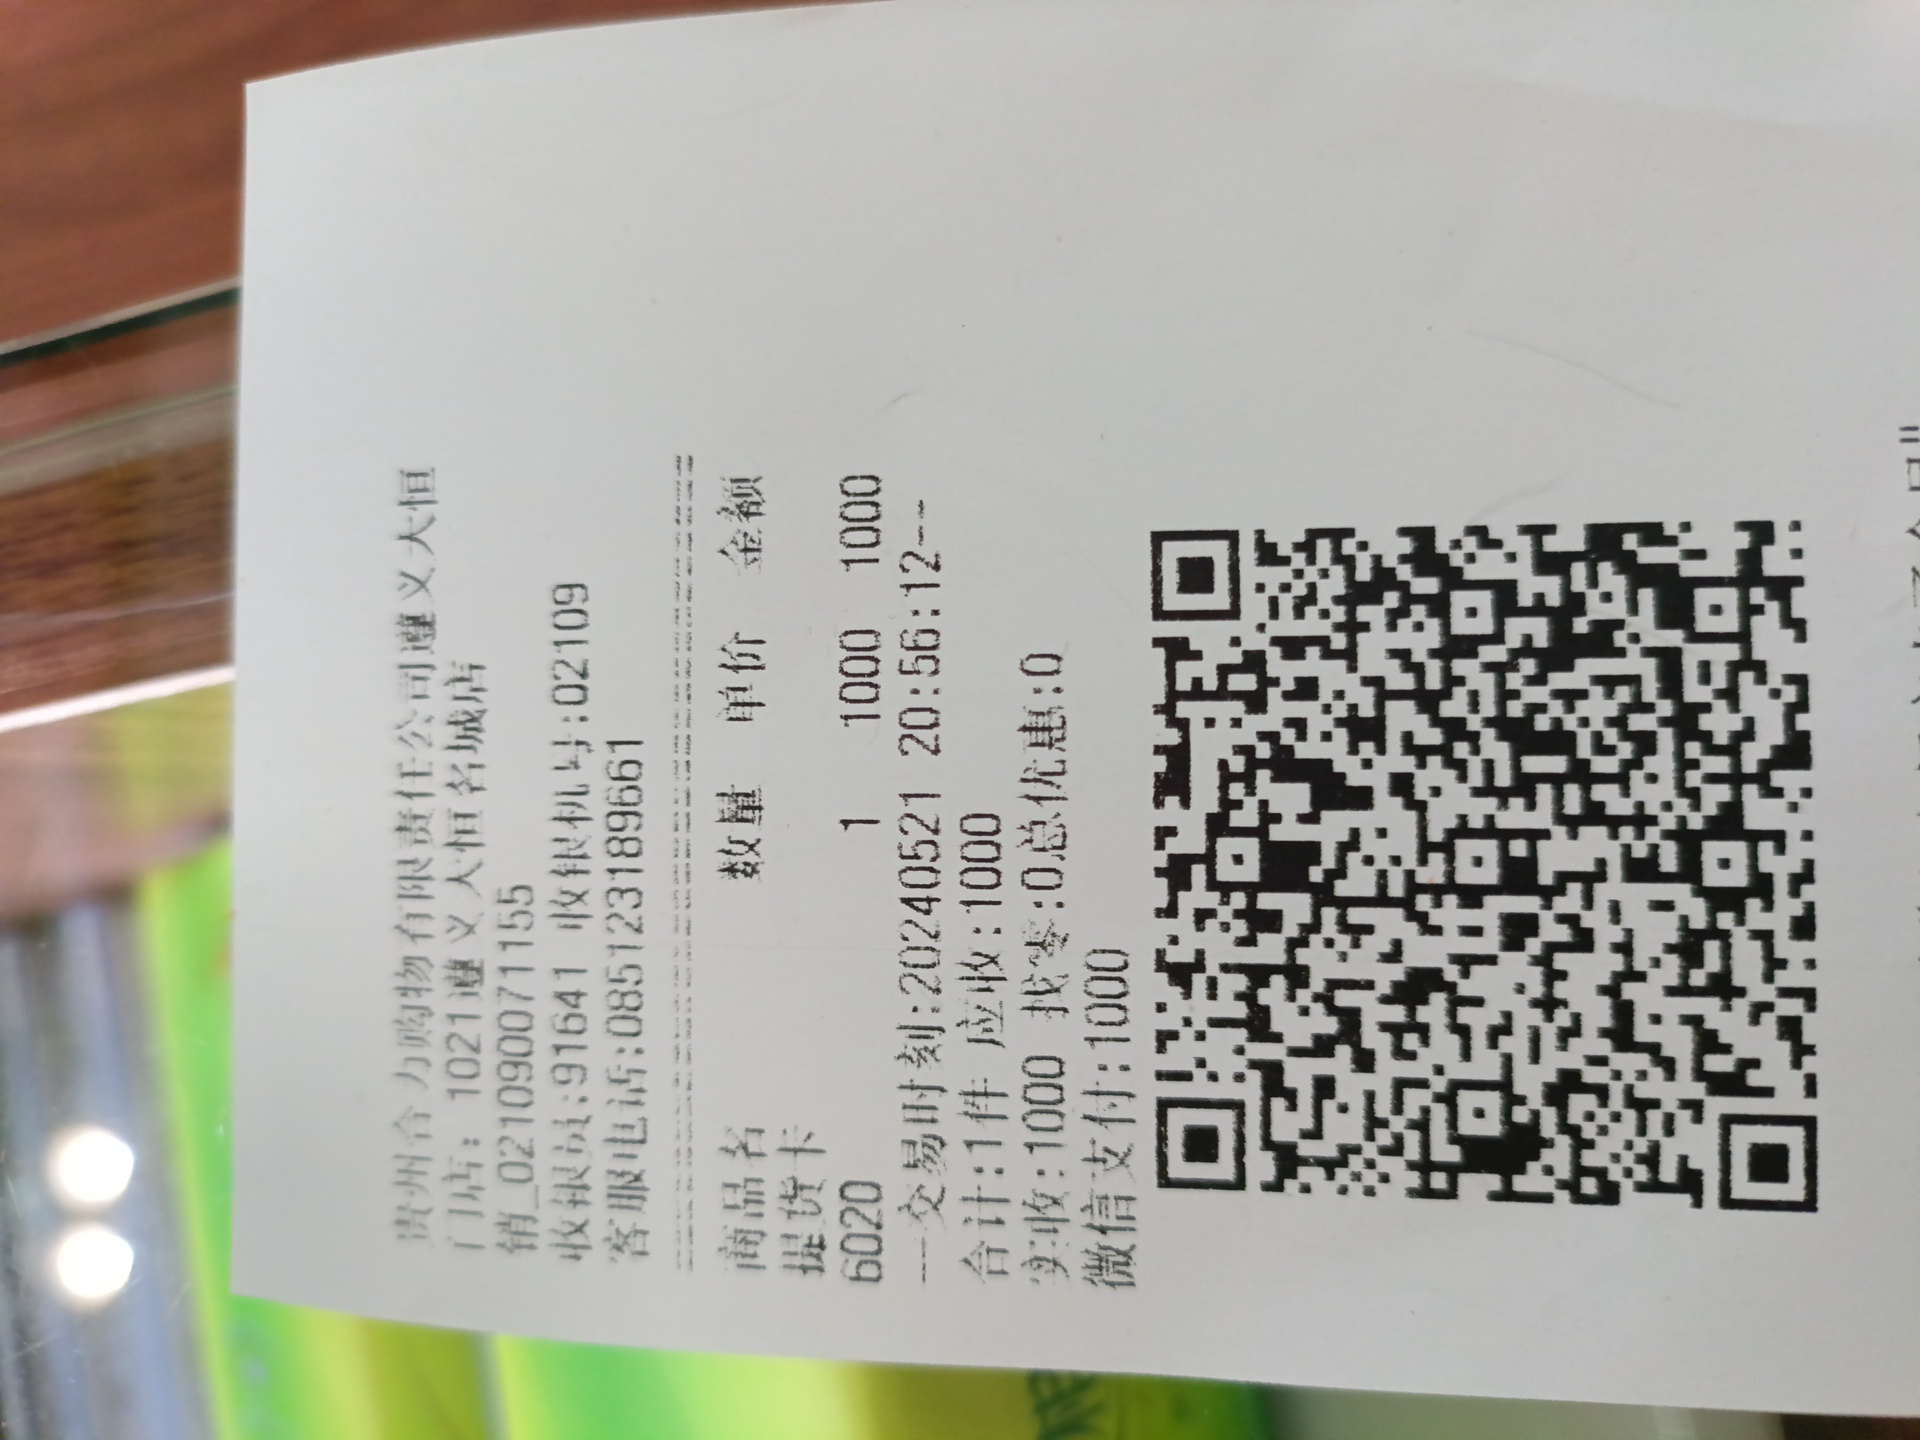 贵州合力购物有限责任公司遵义大恒
门店: 1021遵义大恒名城店
销_021090071155
收银员:91641 收银机号:02109
客服电话:085123189661
商品名 数量 单价 金额
提货卡
6020 1 1000 1000
--交易时刻:20240521 20:56:12--
合计:1件 应收:1000
实收:1000 找零:0总优惠:0
微信支付:1000